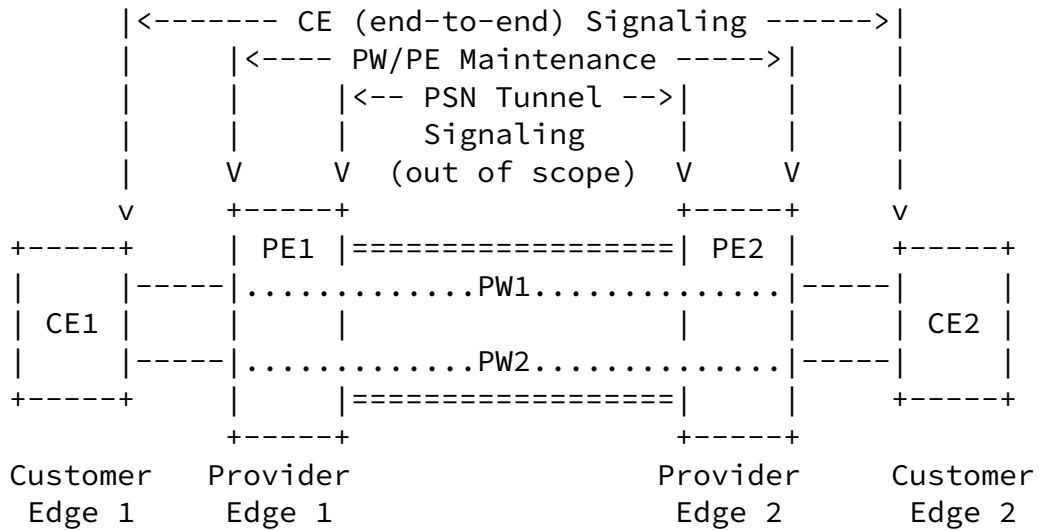 |<------- CE (end-to-end) Signaling ------>|
|<---- PW/PE Maintenance ----->|
|<-- PSN Tunnel -->|
Signaling
(out of scope)
PE1 PE2
PW1
CE1 CE2
PW2
Customer Provider Provider Customer
Edge 1 Edge 1 Edge 2 Edge 2